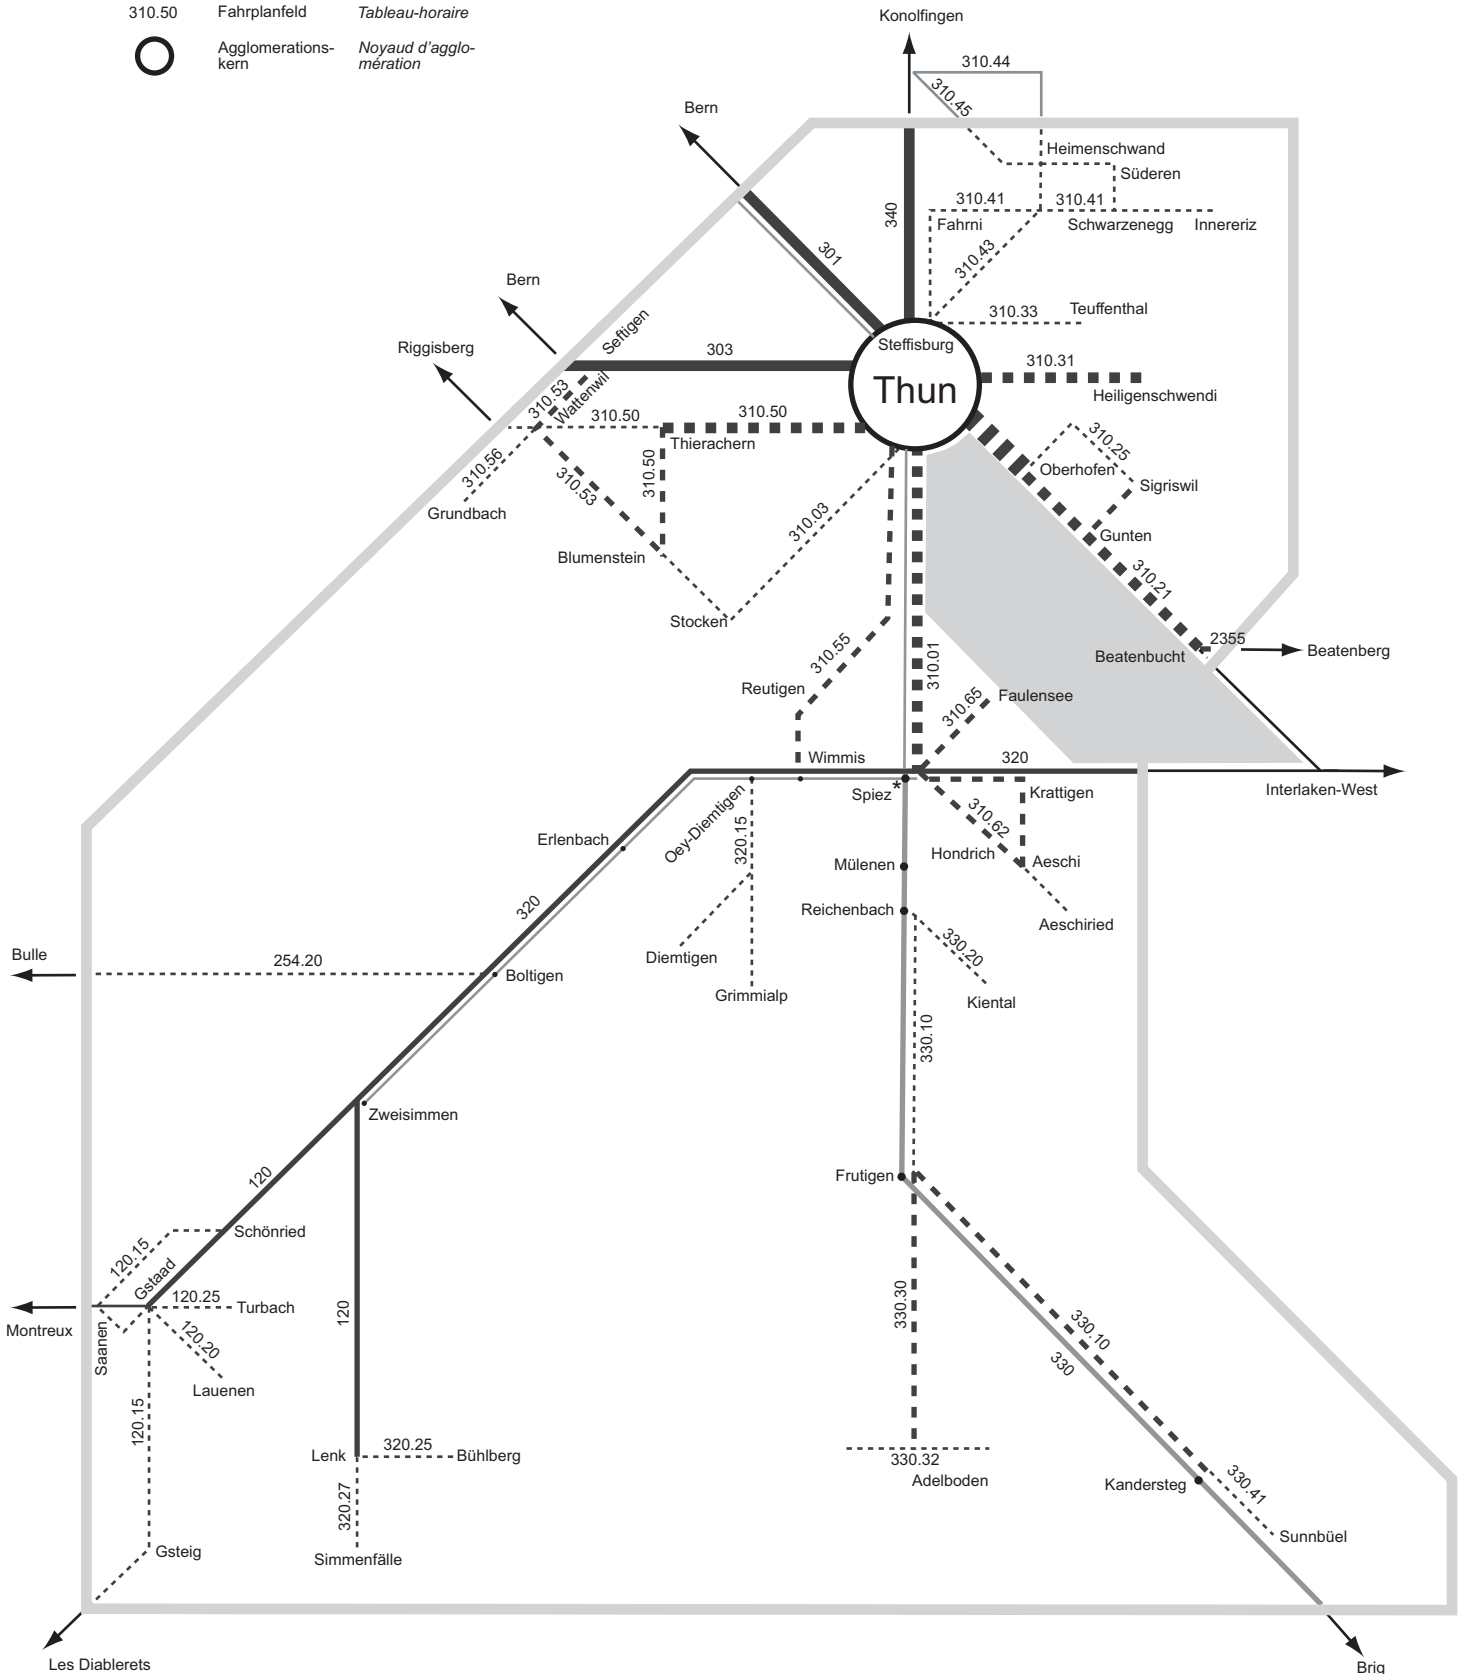 310.50 Fahrplanfeld Tableau-horaire
Agglomerations-
kern
Noyaud d'agglo-
mération
Konolfingen
310.44
310.45
Bern
Heimenschwand
Süderen
310.41
310.41
340
Fahrni
Schwarzenegg
Innereriz
301
310.43
Bern
Teuffenthal
310.33
Seftigen
Riggisberg
Steffisburg
303
310.31
Thun
Heiligenschwendi
310.53
Wattenwil
310.50
310.50
Thierachern
310.25
Oberhofen
310.56
310.53
310.50
Sigriswil
Grundbach
310.03
Gunten
Blumenstein
310.21
Stocken
2355
310.55
310.01
Beatenbucht
Beatenberg
Reutigen
310.65
Faulensee
Wimmis
320
Spiez
*
Krattigen
Interlaken-West
Oey-Diemtigen
310.62
Erlenbach
320.15
Hondrich
Aeschi
Mülenen
320
Reichenbach
Aeschiried
Bulle
254.20
Diemtigen
330.20
Boltigen
Grimmialp
Kiental
330.10
Zweisimmen
120
Frutigen
Schönried
120.15
Gstaad
120.25
Turbach
120
330.30
Montreux
Saanen
120.20
330.10
330
Lauenen
120.15
Lenk
320.25
Bühlberg
330.32
Adelboden
Kandersteg
330.41
320.27
Sunnbüel
Gsteig
Simmenfälle
Les Diablerets
Brig